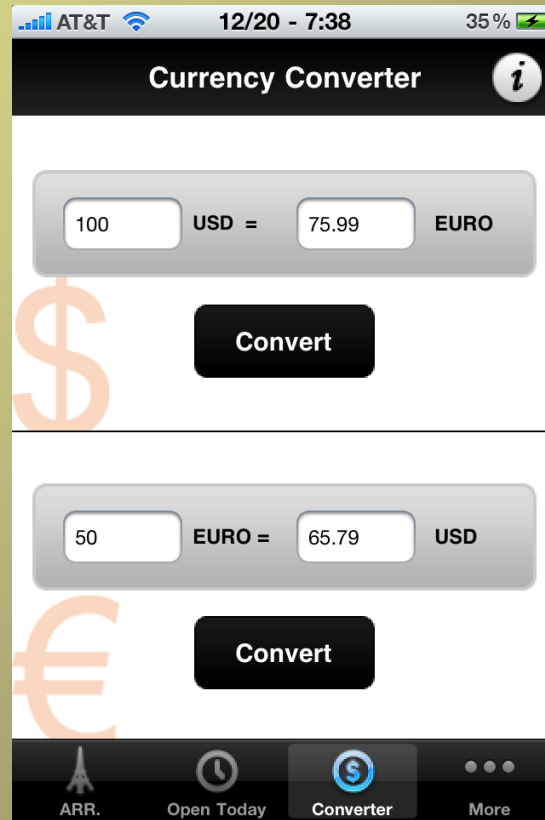 AT&T 12/20 - 7:38 35%
Currency Converter i
100 USD = 75.99 EURO
$
Convert
50 EURO = 65.79 USD
€
Convert
$
ARR. Open Today Converter More